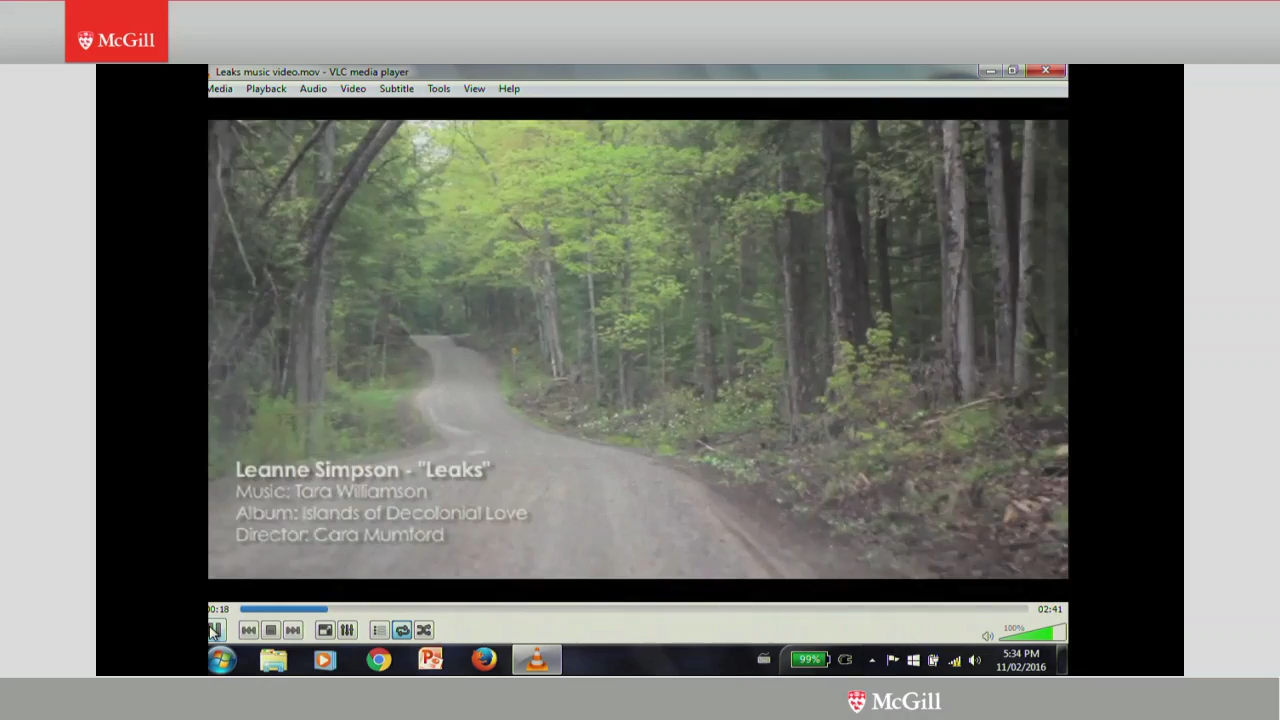 McGill
Leaks music video.mov - VLC media player
Media Playback Audio Video Subtitle Tools View Help
Leanne Simpson - "Leaks"
Music: Tara Williamson
Album: Islands of Decolonial Love
Director: Cara Mumford
00:18
02:41
100%
99%
5:34 PM
11/02/2016
McGill